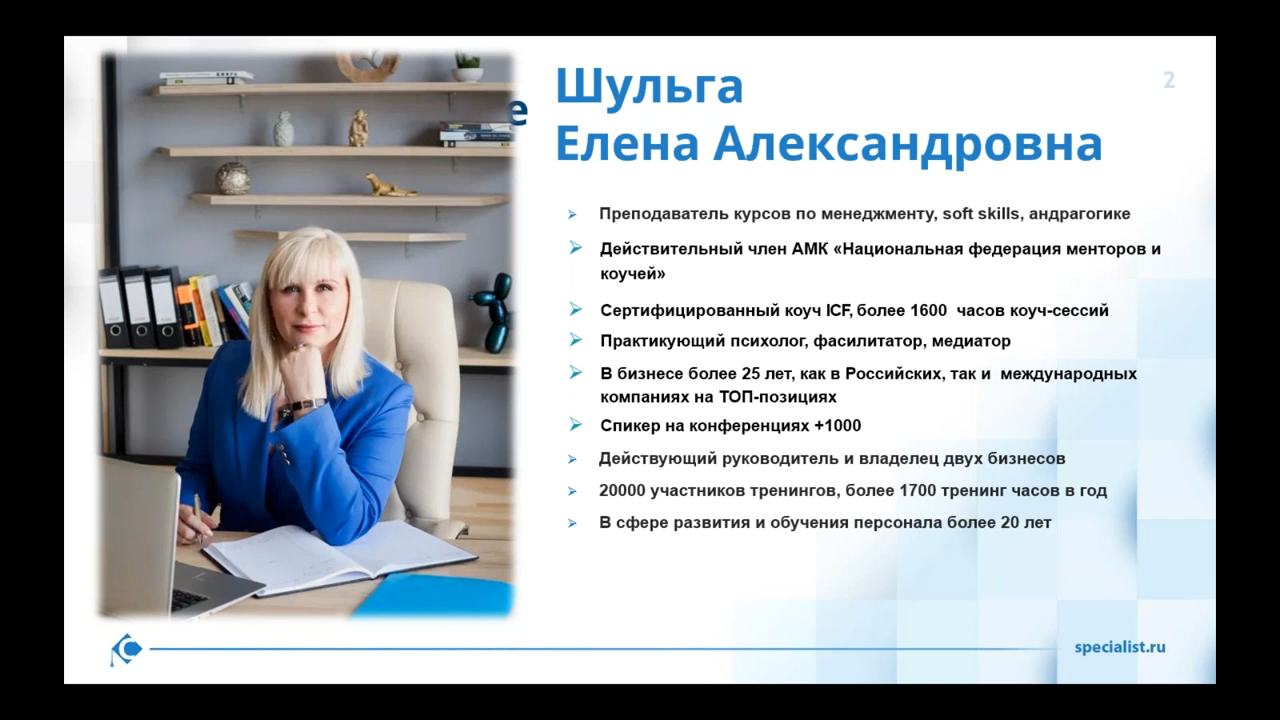 Шульга
2
е
Елена Александровна
Преподаватель курсов по менеджменту, soft skills, андрагогике
Действительный член АМК «Национальная федерация менторов и
коучей»
Сертифицированный коуч ICF, более 1600 часов коуч-сессий
Практикующий психолог, фасилитатор, медиатор
В бизнесе более 25 лет, как в Российских, так и международных
компаниях на ТОП-позициях
Спикер на конференциях +1000
Действующий руководитель и владелец двух бизнесов
20000 участников тренингов, более 1700 тренинг часов в год
В сфере развития и обучения персонала более 20 лет
specialist.ru